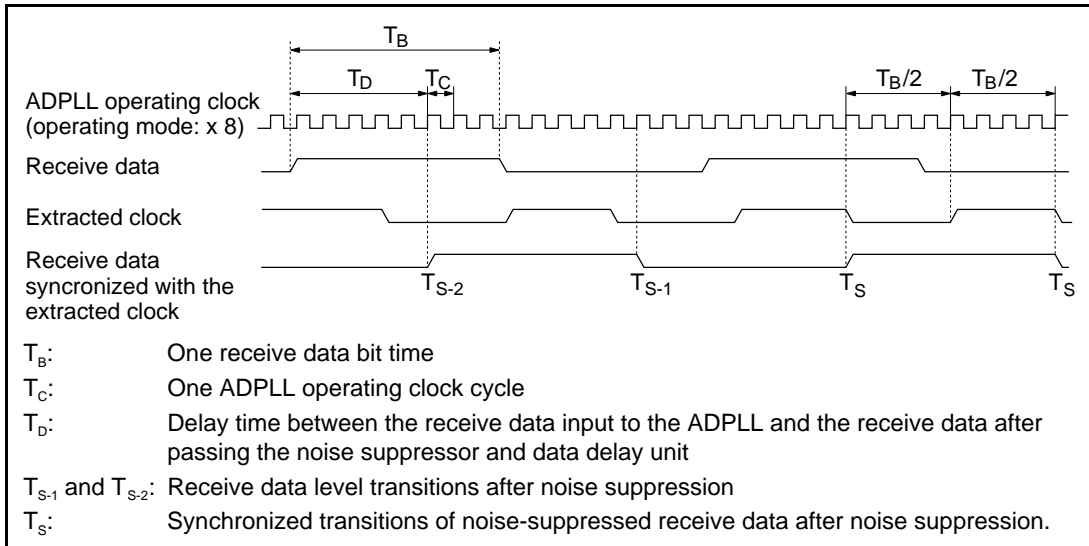 T_B
T_D T_C T_B/2 T_B/2
ADPLL operating clock
(operating mode: x 8)
Receive data
Extracted clock
Receive data
syncronized with the
extracted clock
T_S-2 T_S-1 T_S T_S
T_B: One receive data bit time
T_C: One ADPLL operating clock cycle
T_D: Delay time between the receive data input to the ADPLL and the receive data after
passing the noise suppressor and data delay unit
T_S-1 and T_S-2: Receive data level transitions after noise suppression
T_S: Synchronized transitions of noise-suppressed receive data after noise suppression.